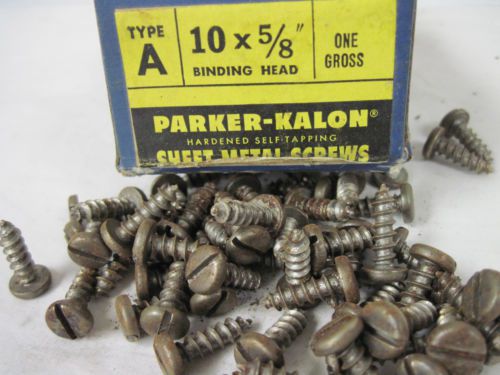 TYPE
A
10 x 5/8"
BINDING HEAD
ONE
GROSS
PARKER-KALON®
HARDENED SELF-TAPPING
SHEET METAL SCREWS